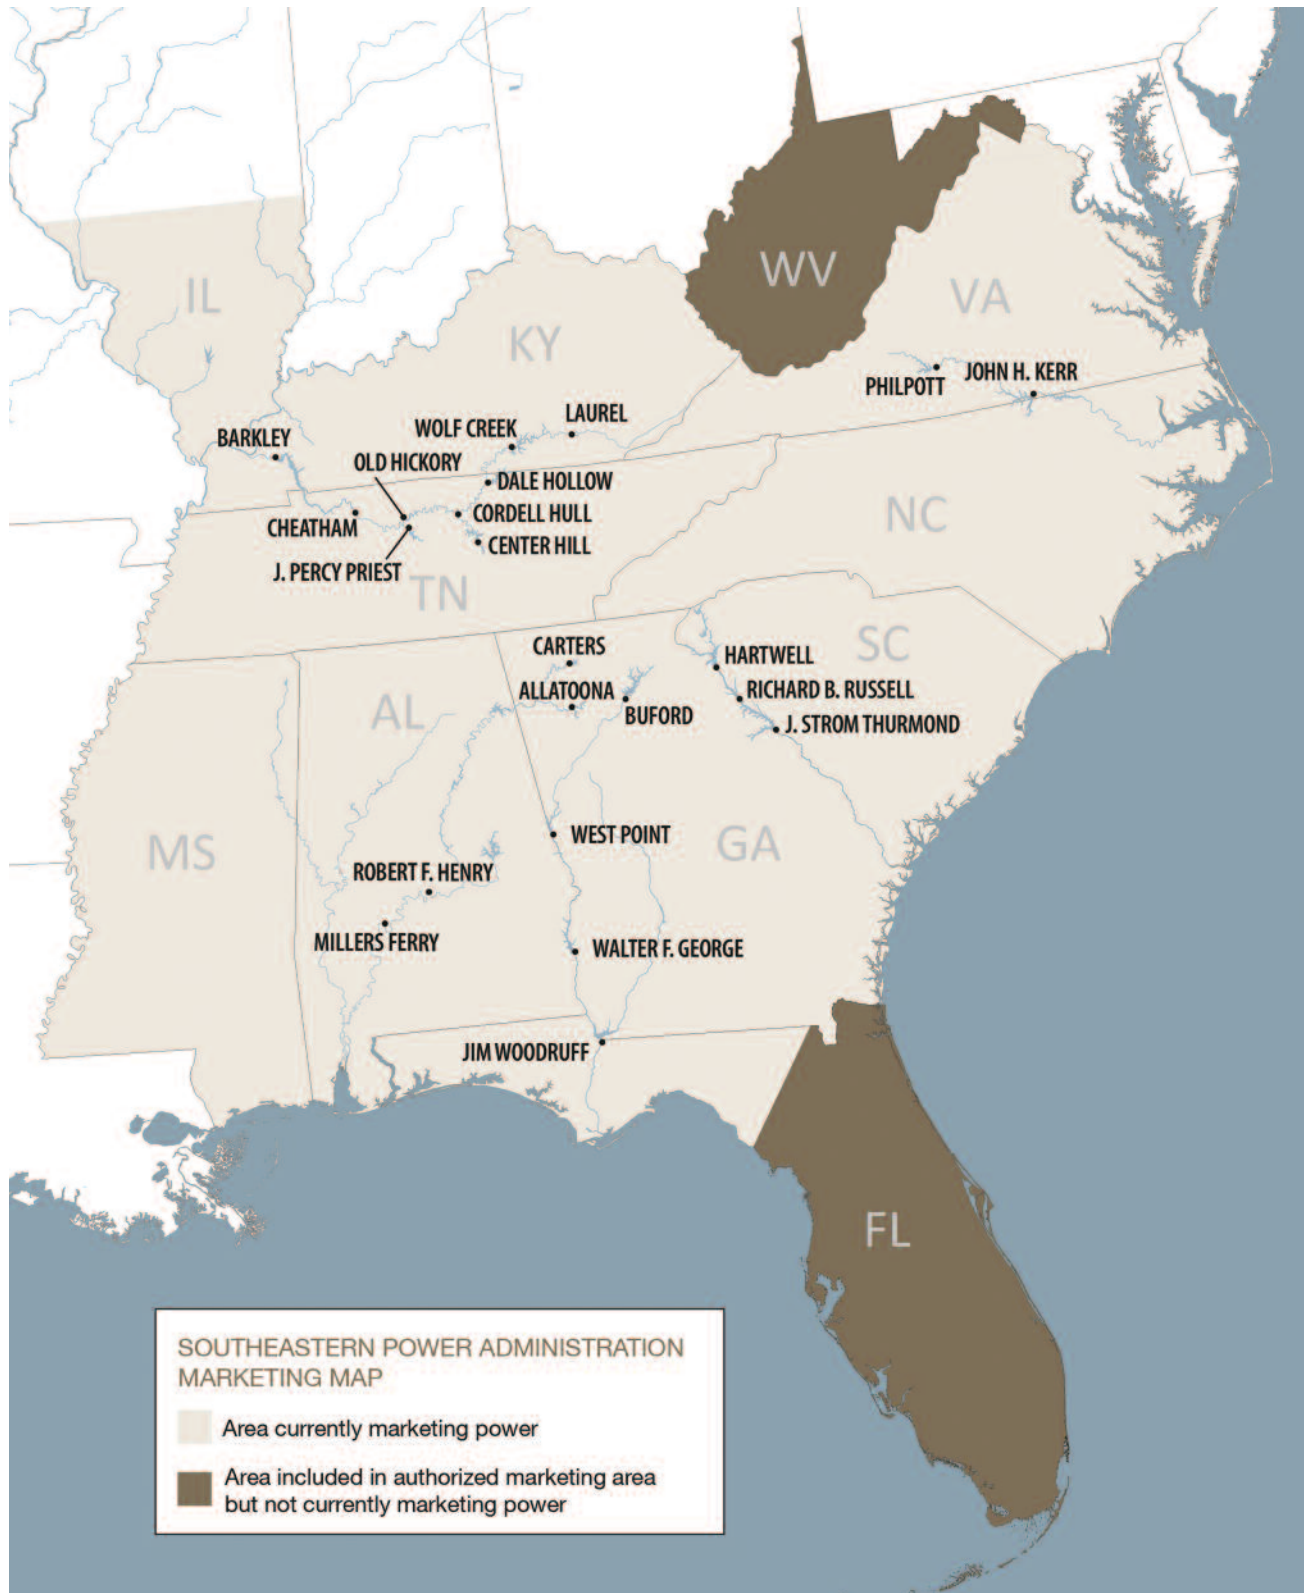 WV
IL
VA
KY
PHILPOTT
JOHN H. KERR
LAUREL
WOLF CREEK
BARKLEY
OLD HICKORY
DALE HOLLOW
CORDELL HULL
NC
CHEATHAM
CENTER HILL
J. PERCY PRIEST
TN
CARTERS
HARTWELL
SC
ALLATOONA
RICHARD B. RUSSELL
AL
BUFORD
J. STROM THURMOND
WEST POINT
MS
GA
ROBERT F. HENRY
MILLERS FERRY
WALTER F. GEORGE
JIM WOODRUFF
FL
SOUTHEASTERN POWER ADMINISTRATION
MARKETING MAP
Area currently marketing power
Area included in authorized marketing area
but not currently marketing power